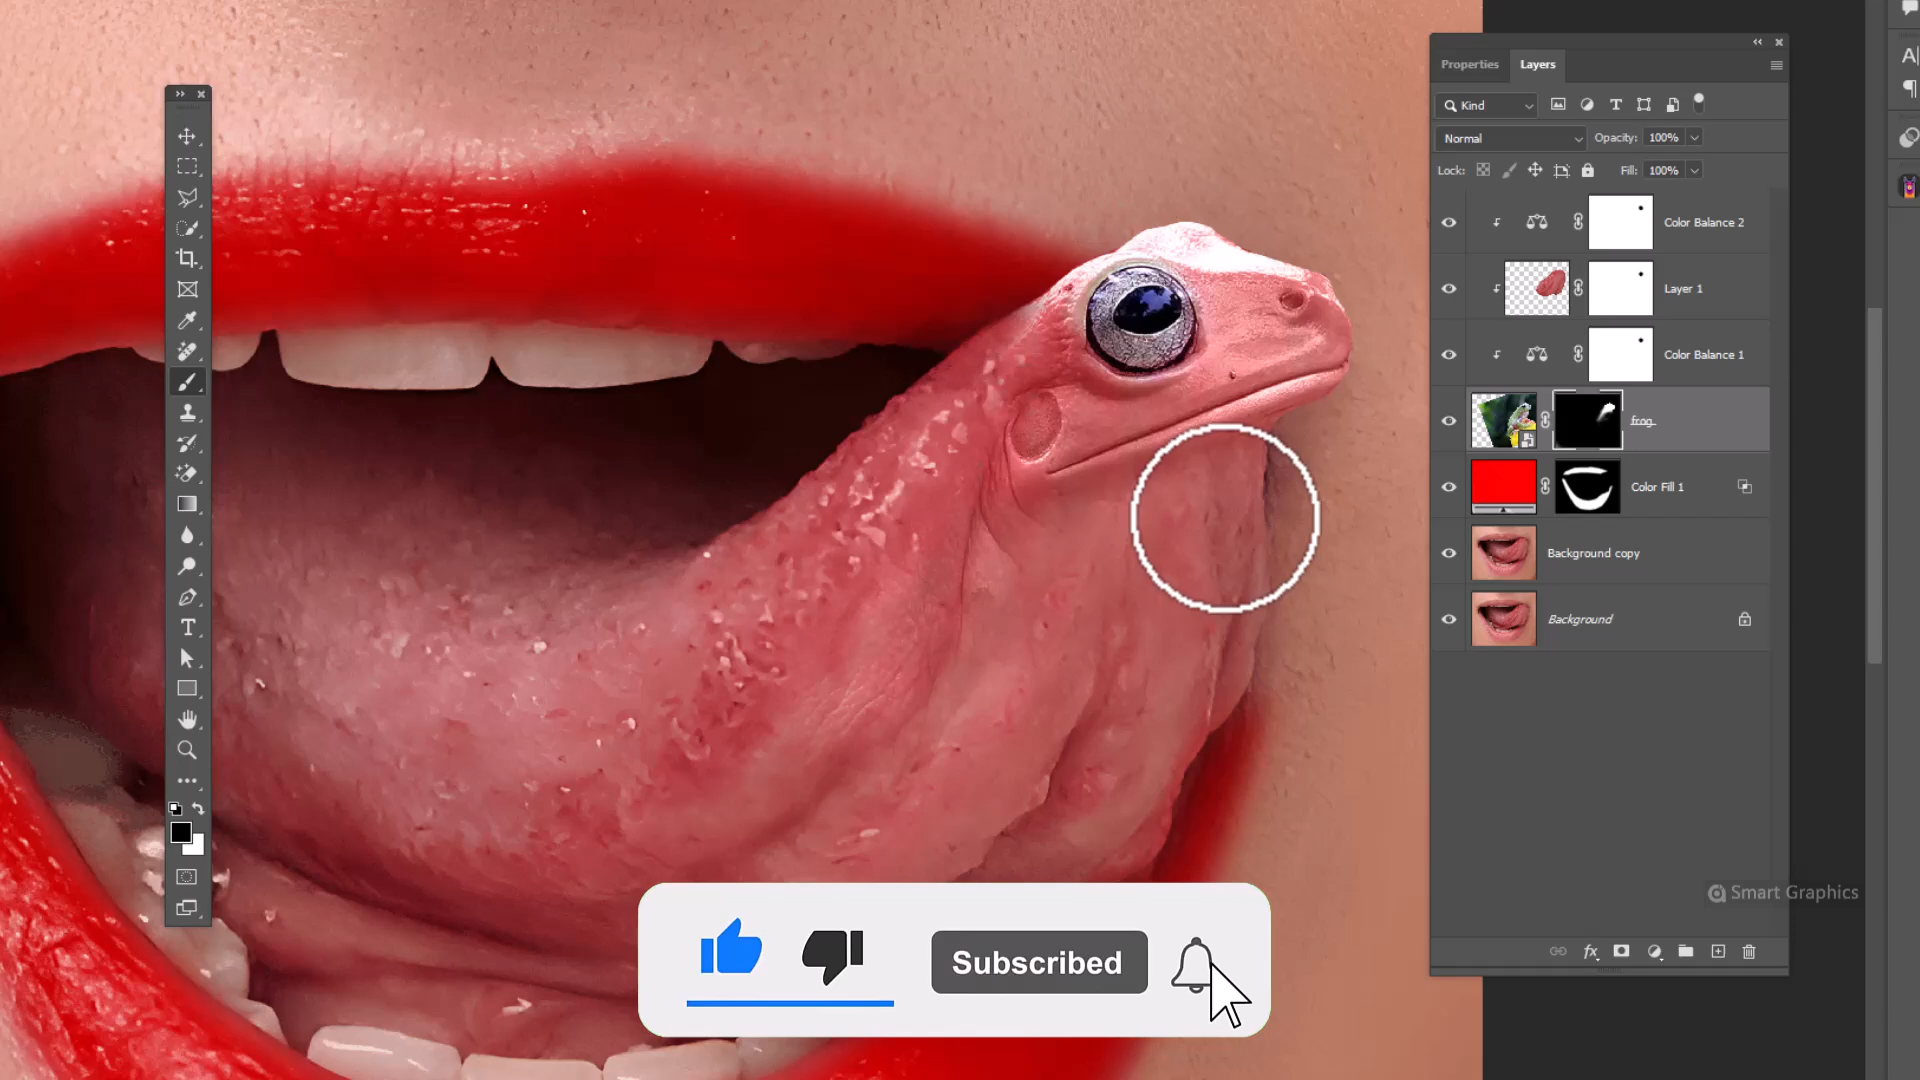 Properties
Layers
Kind
Normal
Opacity: 100%
Lock:
Fill: 100%
Color Balance 2
Layer 1
Color Balance 1
frog
Color Fill 1
Background copy
Background
Smart Graphics
fx
Subscribed